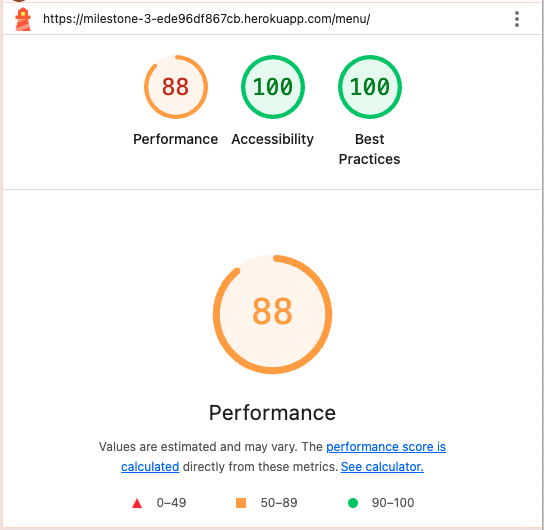 https://milestone-3-ede96df867cb.herokuapp.com/menu/
88 100 100
Performance Accessibility Best
Practices
88
Performance
Values are estimated and may vary. The performance score is
calculated directly from these metrics. See calculator.
0–49 50–89 90–100